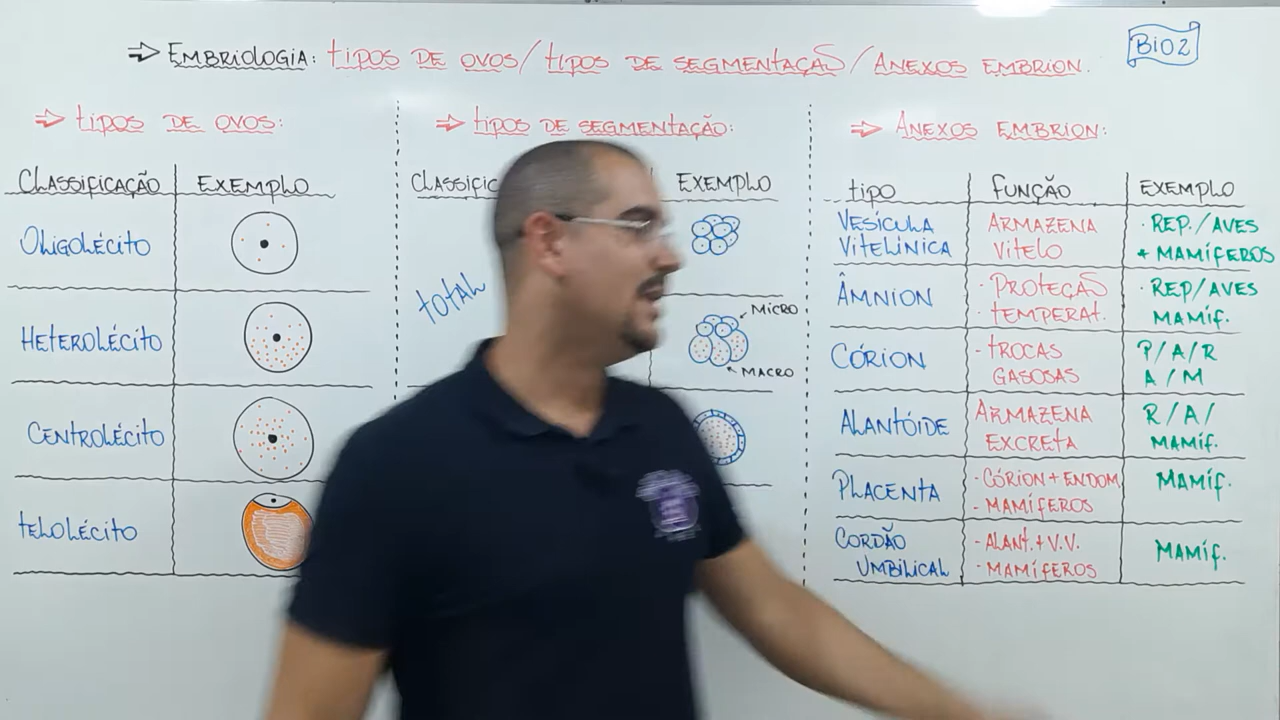 ⇒ EMBRIOLOGIA: TIPOS DE OVOS / TIPOS DE SEGMENTAÇÃO / ANEXOS EMBRION.
BIO2
⇒ TIPOS DE OVOS:
CLASSIFICAÇÃO EXEMPLO
OLIGOLÉCITO
HETEROLÉCITO
CENTROLÉCITO
TELOLÉCITO
⇒ TIPOS DE SEGMENTAÇÃO:
CLASSIFIC EXEMPLO
TOTAL
MICRO
MACRO
⇒ ANEXOS EMBRION:
TIPO FUNÇÃO EXEMPLO
VESÍCULA ARMAZENA · REP./AVES
VITELINICA VITELO * MAMÍFEROS
ÂMNION · PROTEÇÃO · REP/AVES
· TEMPERAT. MAMÍF.
CÓRION - TROCAS P/A/R
GASOSAS A/M
ALANTÓIDE ARMAZENA R/A/
EXCRETA MAMÍF.
PLACENTA · CÓRION + ENDOM MAMÍF.
- MAMÍFEROS
CORDÃO - ALANT. + V.V. MAMÍF.
UMBILICAL · MAMÍFEROS